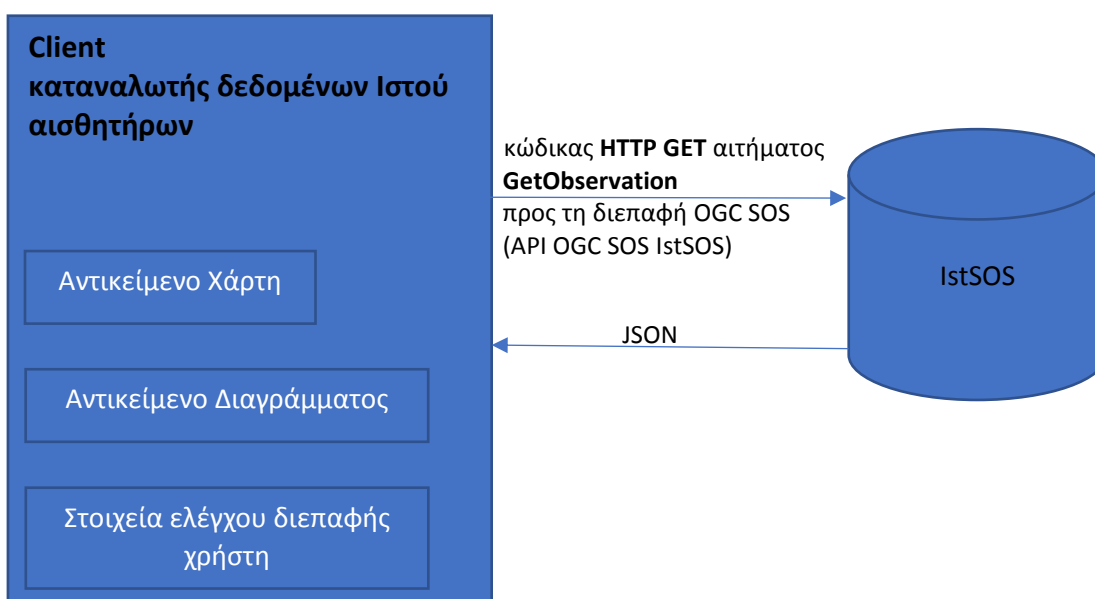 Client
καταναλωτής δεδομένων Ιστού
αισθητήρων
κώδικας HTTP GET αιτήματος
GetObservation
προς τη διεπαφή OGC SOS
(API OGC SOS IstSOS)
Αντικείμενο Χάρτη
IstSOS
JSON
Αντικείμενο Διαγράμματος
Στοιχεία ελέγχου διεπαφής
χρήστη